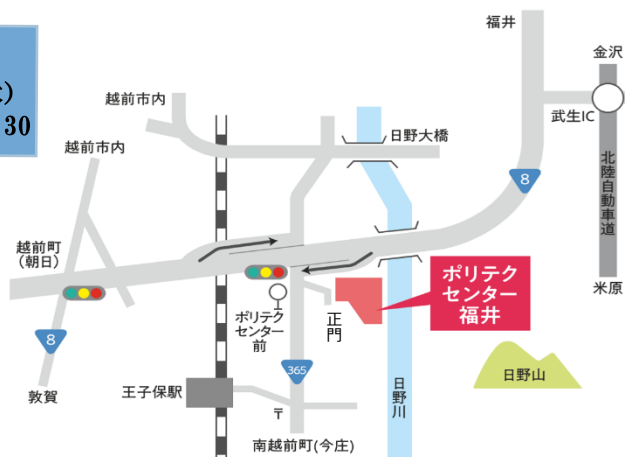 福井
金沢
武生IC
北陸自動車道
米原
8
越前市内
日野大橋
30
越前市内
越前町
（朝日）
ポリテク
センター
福井
ポリテク
センター
前
正門
8
敦賀
365
王子保駅
〒
日野川
日野山
南越前町(今庄)